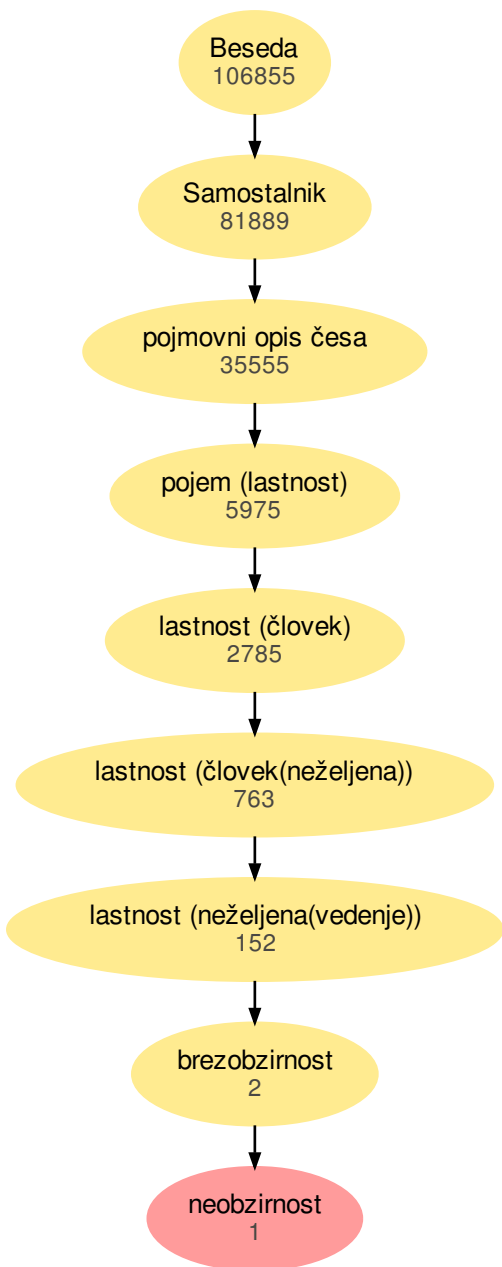 Beseda
106855
Samostalnik
81889
pojmovni opis česa
35555
pojem (lastnost)
5975
lastnost (človek)
2785
lastnost (človek(neželjena))
763
lastnost (neželjena(vedenje))
152
brezobzirnost
2
neobzirnost
1